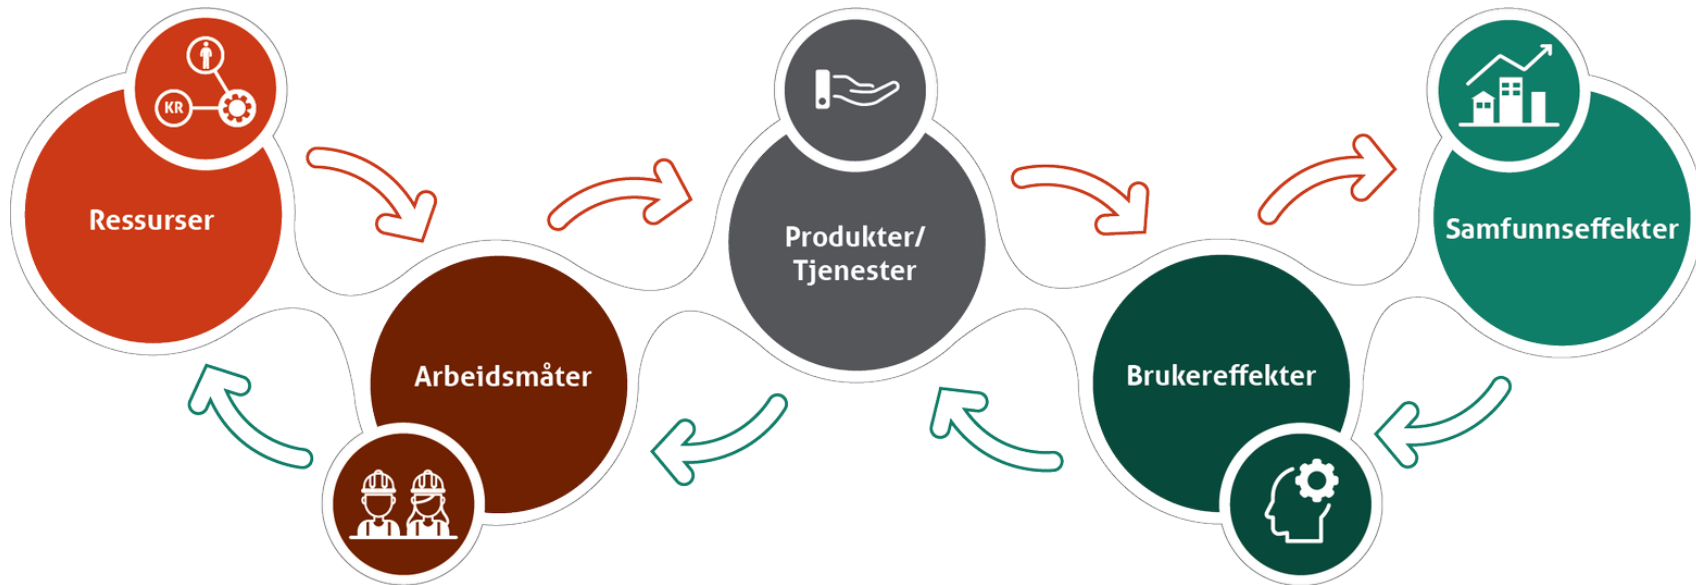 KR
Ressurser
Arbeidsmåter
Produkter/
Tjenester
Brukereffekter
Samfunnseffekter